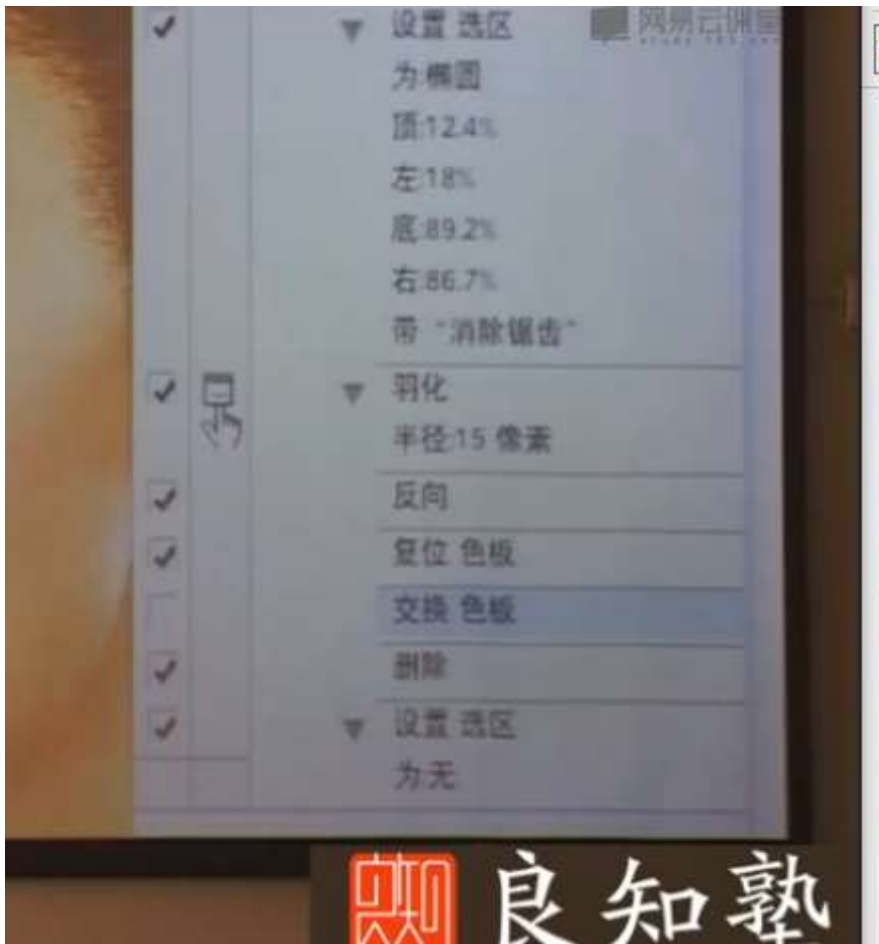 设置 选区
网易云课堂
为:椭圆
顶:12.4%
左:18%
底:89.2%
右:86.7%
带 "消除锯齿"
羽化
半径:15 像素
反向
复位 色板
交换 色板
删除
设置 选区
为:无
良知塾